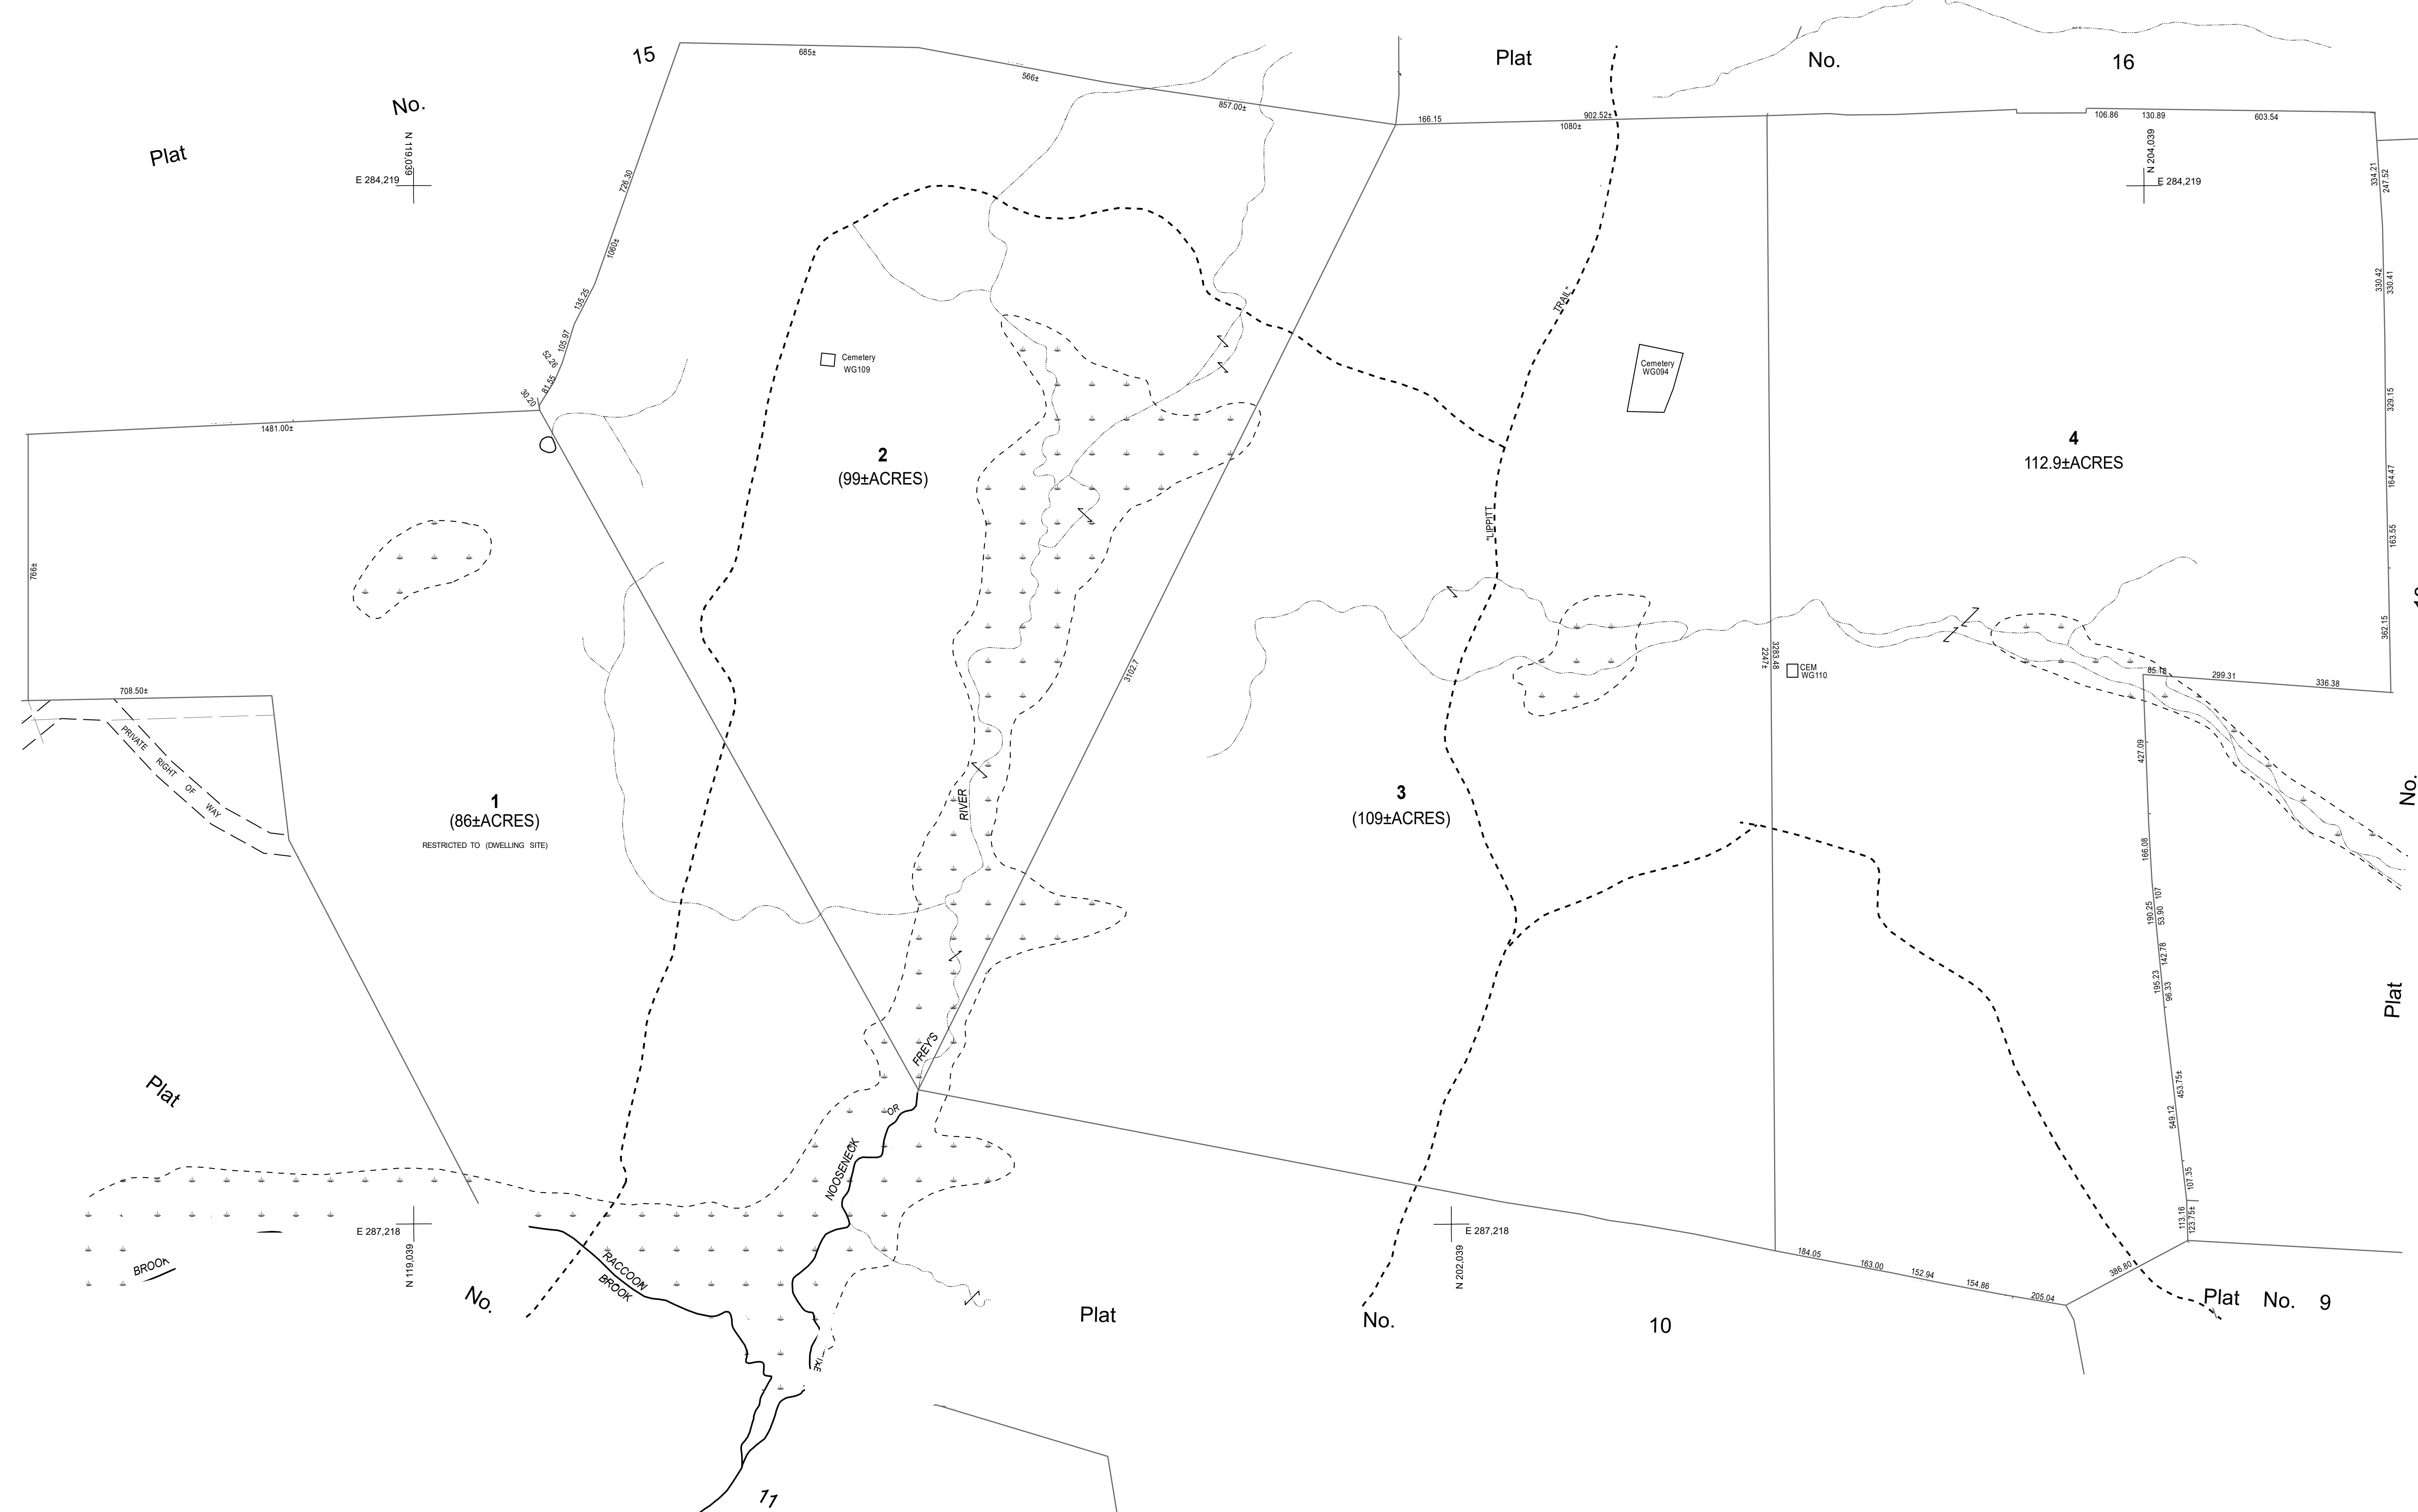 15
No.
Plat
N 119,039
E 284,219
685±
566±
857.00±
Plat
No.
16
166.15
902.52±
1080±
106.86
130.89
603.54
N 204,039
E 284,219
334.21
247.52
330.42
330.41
329.15
164.47
163.55
362.15
726.30
1060±
135.25
105.97
52.26
81.55
30.20
1481.00±
766±
708.50±
Cemetery
WG109
2
(99±ACRES)
TRAIL"
"LIPPITT
Cemetery
WG094
4
112.9±ACRES
3102.7
3283.48
2247±
CEM
WG110
85.18
299.31
336.38
PRIVATE
RIGHT
OF
WAY
1
(86±ACRES)
RESTRICTED TO (DWELLING SITE)
RIVER
FREY'S
OR
NOOSENECK
3
(109±ACRES)
427.09
166.08
107
190.25
53.90
142.78
195.23
96.33
453.75±
549.12
107.35
113.16
123.75±
No.
Plat
Plat
E 287,218
N 119,039
BROOK
No.
RACCOON
BROOK
E 287,218
N 202,039
184.05
163.00
152.94
154.86
205.04
386.80
Plat
No.
10
Plat No. 9
11